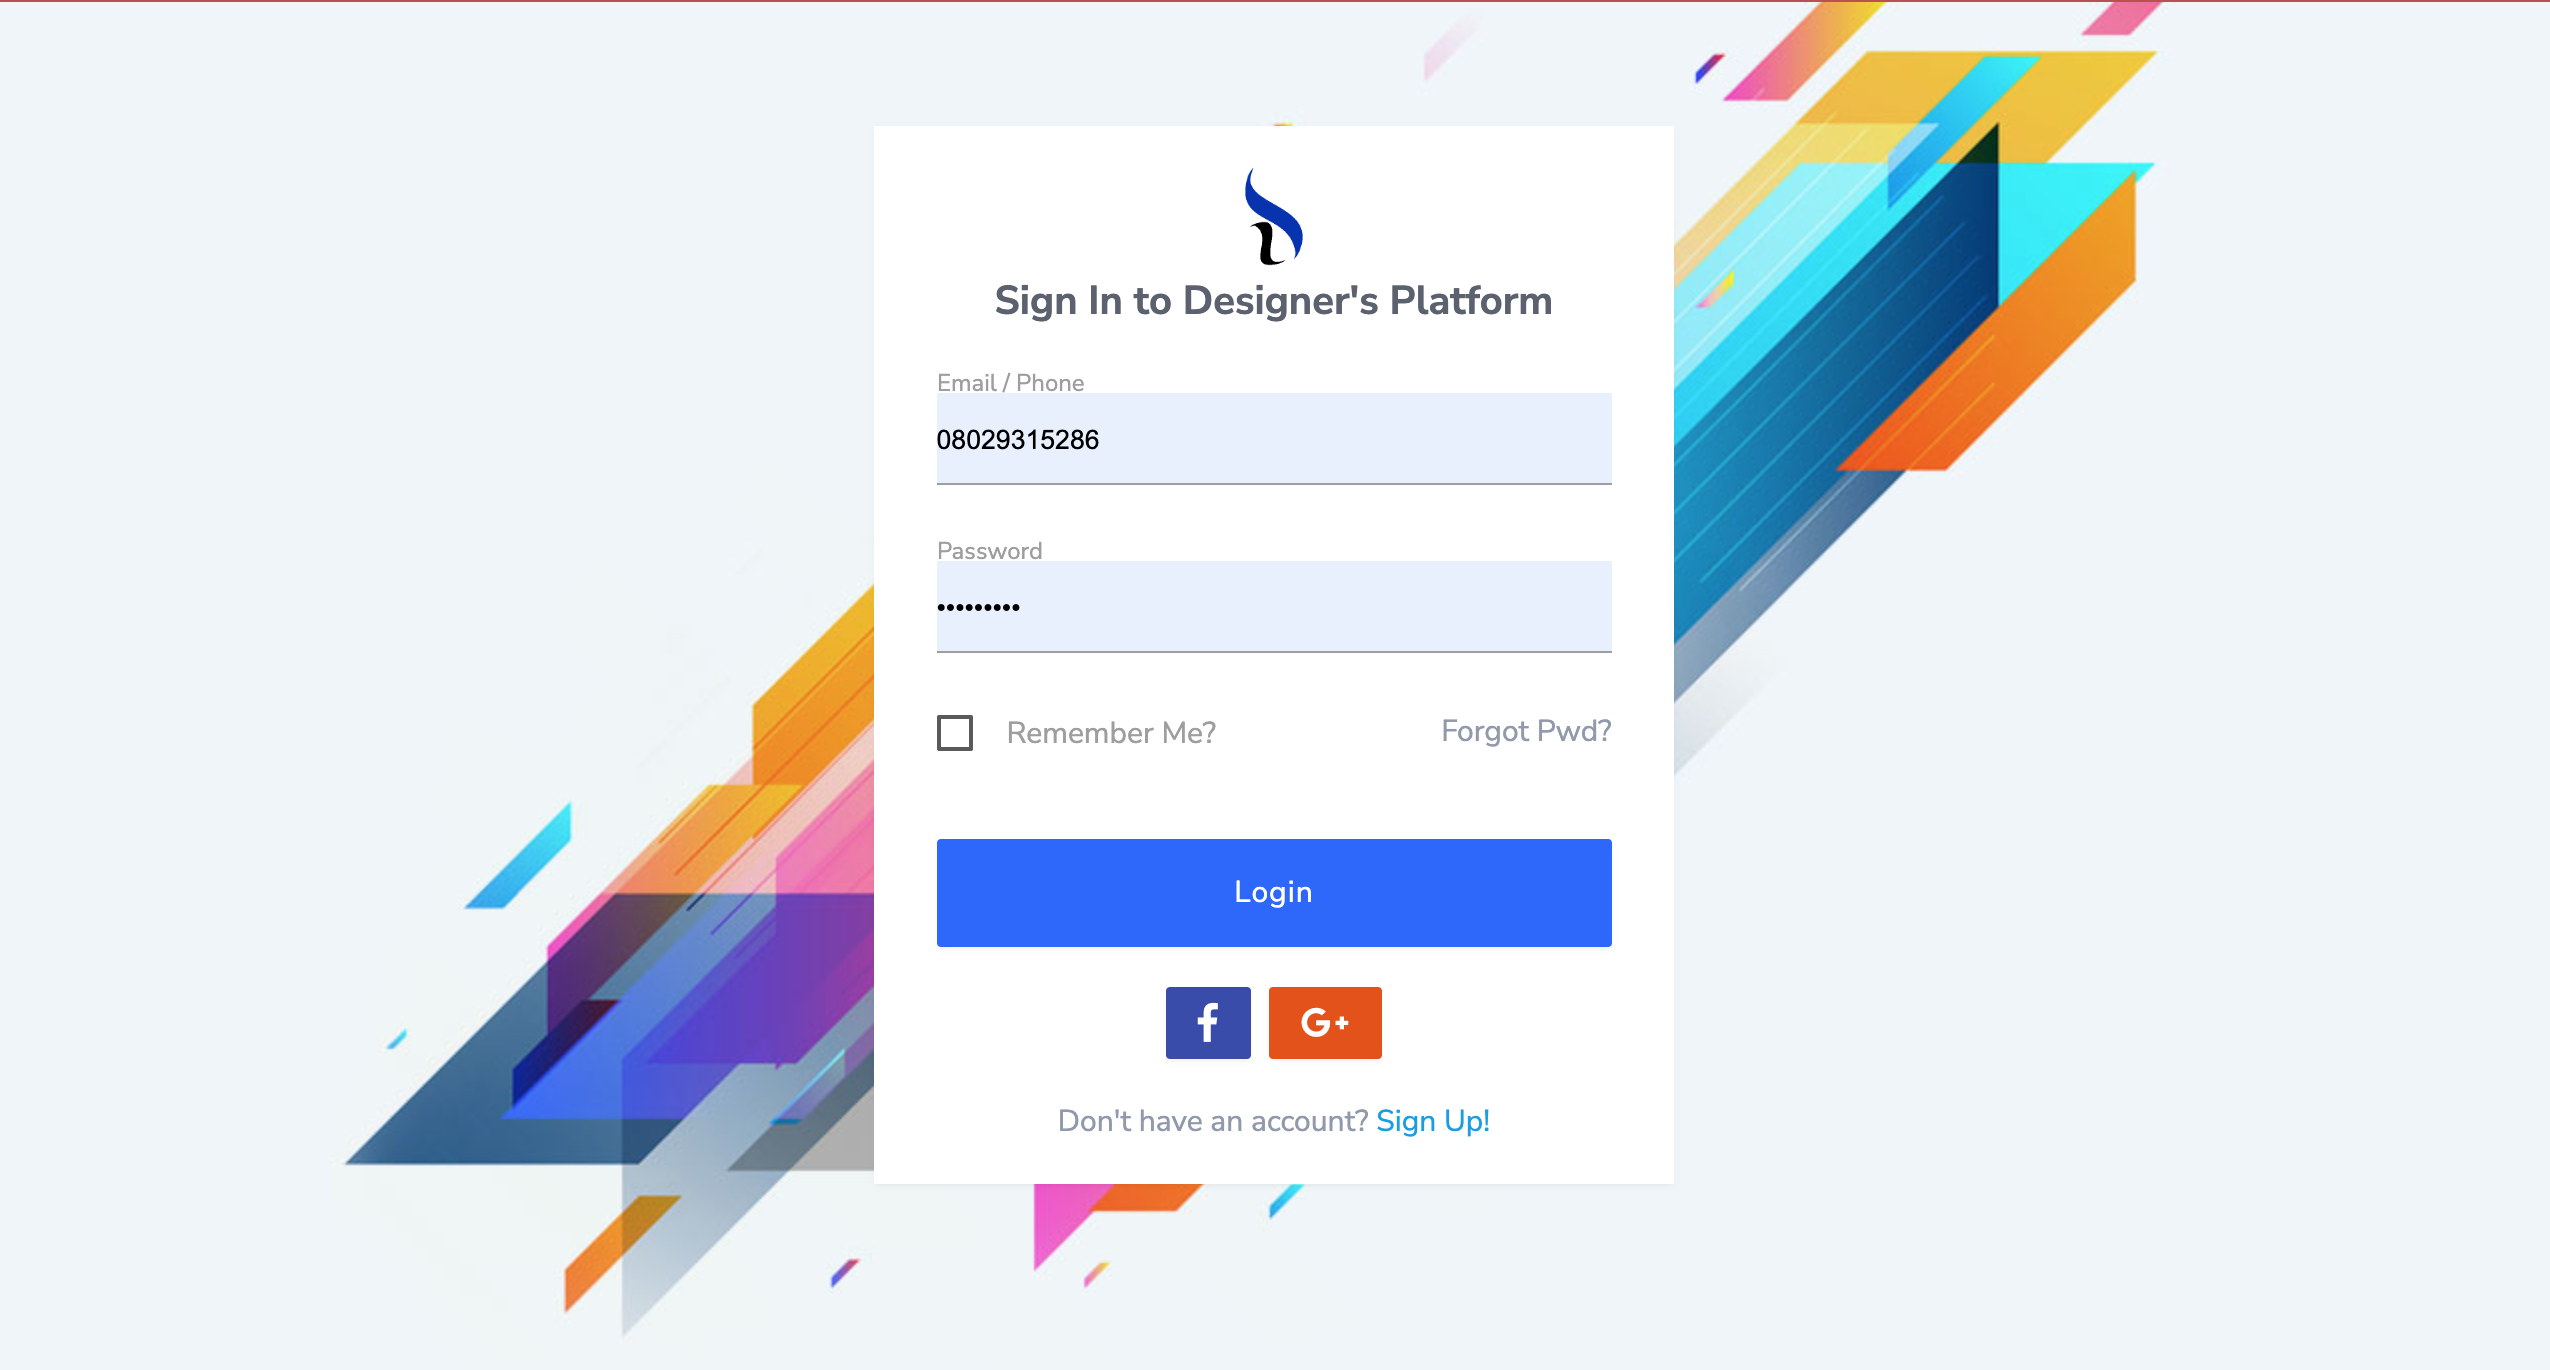 Sign In to Designer's Platform
Email / Phone
08029315286
Password
•••••••••
Remember Me? Forgot Pwd?
Login
f G+
Don't have an account? Sign Up!